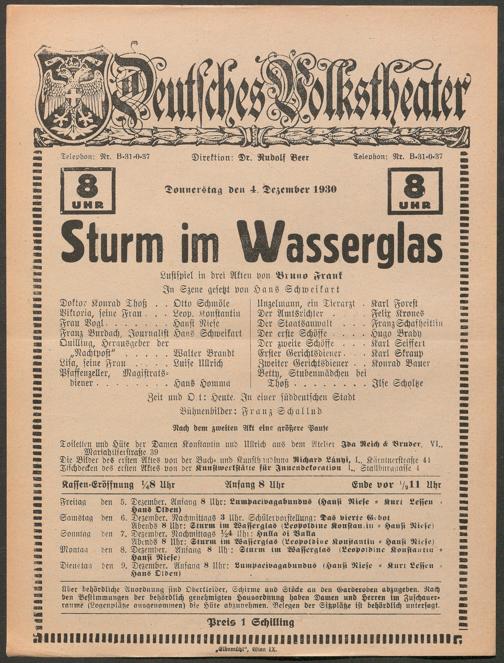 Deutsches Volkstheater
Telephon: Nr. B-31-0-37 Direktion: Dr. Rudolf Beer Telephon: Nr. B-31-0-37
8 UHR Donnerstag den 4. Dezember 1930 8 UHR
Sturm im Wasserglas
Lustspiel in drei Akten von Bruno Frank
In Szene gesetzt von Hans Schweikart
Doktor Konrad Thoß . . . Otto Schmöle
Viktoria, seine Frau . . . Leop. Konstantin
Frau Vogl . . . . . Hansi Niese
Franz Burdach, Journalist Hans Schweikart
Quilling, Herausgeber der
„Nachtpost“ . . . . . Walter Brandt
Lisa, seine Frau . . . . Luise Ullrich
Pfaffenzeller, Magistrats-
diener . . . . . . . Hans Homma
Unzelmann, ein Tierarzt . Karl Forest
Der Amtsrichter . . . . Felix Krones
Der Staatsanwalt . . . . Franz Schafheitlin
Der erste Schöffe . . . . Hugo Brady
Der zweite Schöffe . . . Karl Seifert
Erster Gerichtsdiener . . . Karl Skraup
Zweiter Gerichtsdiener . . Konrad Bauer
Betty, Stubenmädchen bei
Thoß . . . . . . . Ilse Scholtze
Zeit und Ort: Heute. In einer süddeutschen Stadt
Bühnenbilder: Franz Schallud
Nach dem zweiten Akt eine größere Pause
Toiletten und Hüte der Damen Konstantin und Ullrich aus dem Atelier Ida Reich & Bruder, VI.,
Mariahilferstraße 39
Die Bilder des ersten Aktes von der Buch- und Kunsthandlung Richard Lányi, I., Kärntnerstraße 44
Tischdecken des ersten Aktes von der Kunstwerkstätte für Innendekoration I., Stallburggasse 4
Kassen-Eröffnung ½8 Uhr Anfang 8 Uhr Ende vor ½11 Uhr
Freitag den 5. Dezember. Anfang 8 Uhr: Lumpacivagabundus (Hansi Niese - Kurt Lessen -
Hans Olden)
Samstag den 6. Dezember. Nachmittags 3 Uhr. Schülervorstellung: Das vierte Gebot
Abends 8 Uhr: Sturm im Wasserglas (Leopoldine Konstantin - Hansi Niese)
Sonntag den 7. Dezember. Nachmittags ½4 Uhr: Hulla di Bulla
Abends 8 Uhr: Sturm im Wasserglas (Leopoldine Konstantin - Hansi Niese)
Montag den 8. Dezember. Anfang 8 Uhr: Sturm im Wasserglas (Leopoldine Konstantin -
Hansi Niese)
Dienstag den 9. Dezember. Anfang 8 Uhr: Lumpacivagabundus (Hansi Niese - Kurt Lessen -
Hans Olden)
Über behördliche Anordnung sind Oberkleider, Schirme und Stöcke an den Garderoben abzugeben. Nach
den Bestimmungen der behördlich genehmigten Hausordnung haben Damen und Herren im Zuschauer-
raume (Logenplätze ausgenommen) die Hüte abzunehmen. Belegen der Sitzplätze ist behördlich untersagt.
Preis 1 Schilling
„Elbemühl“, Wien IX.